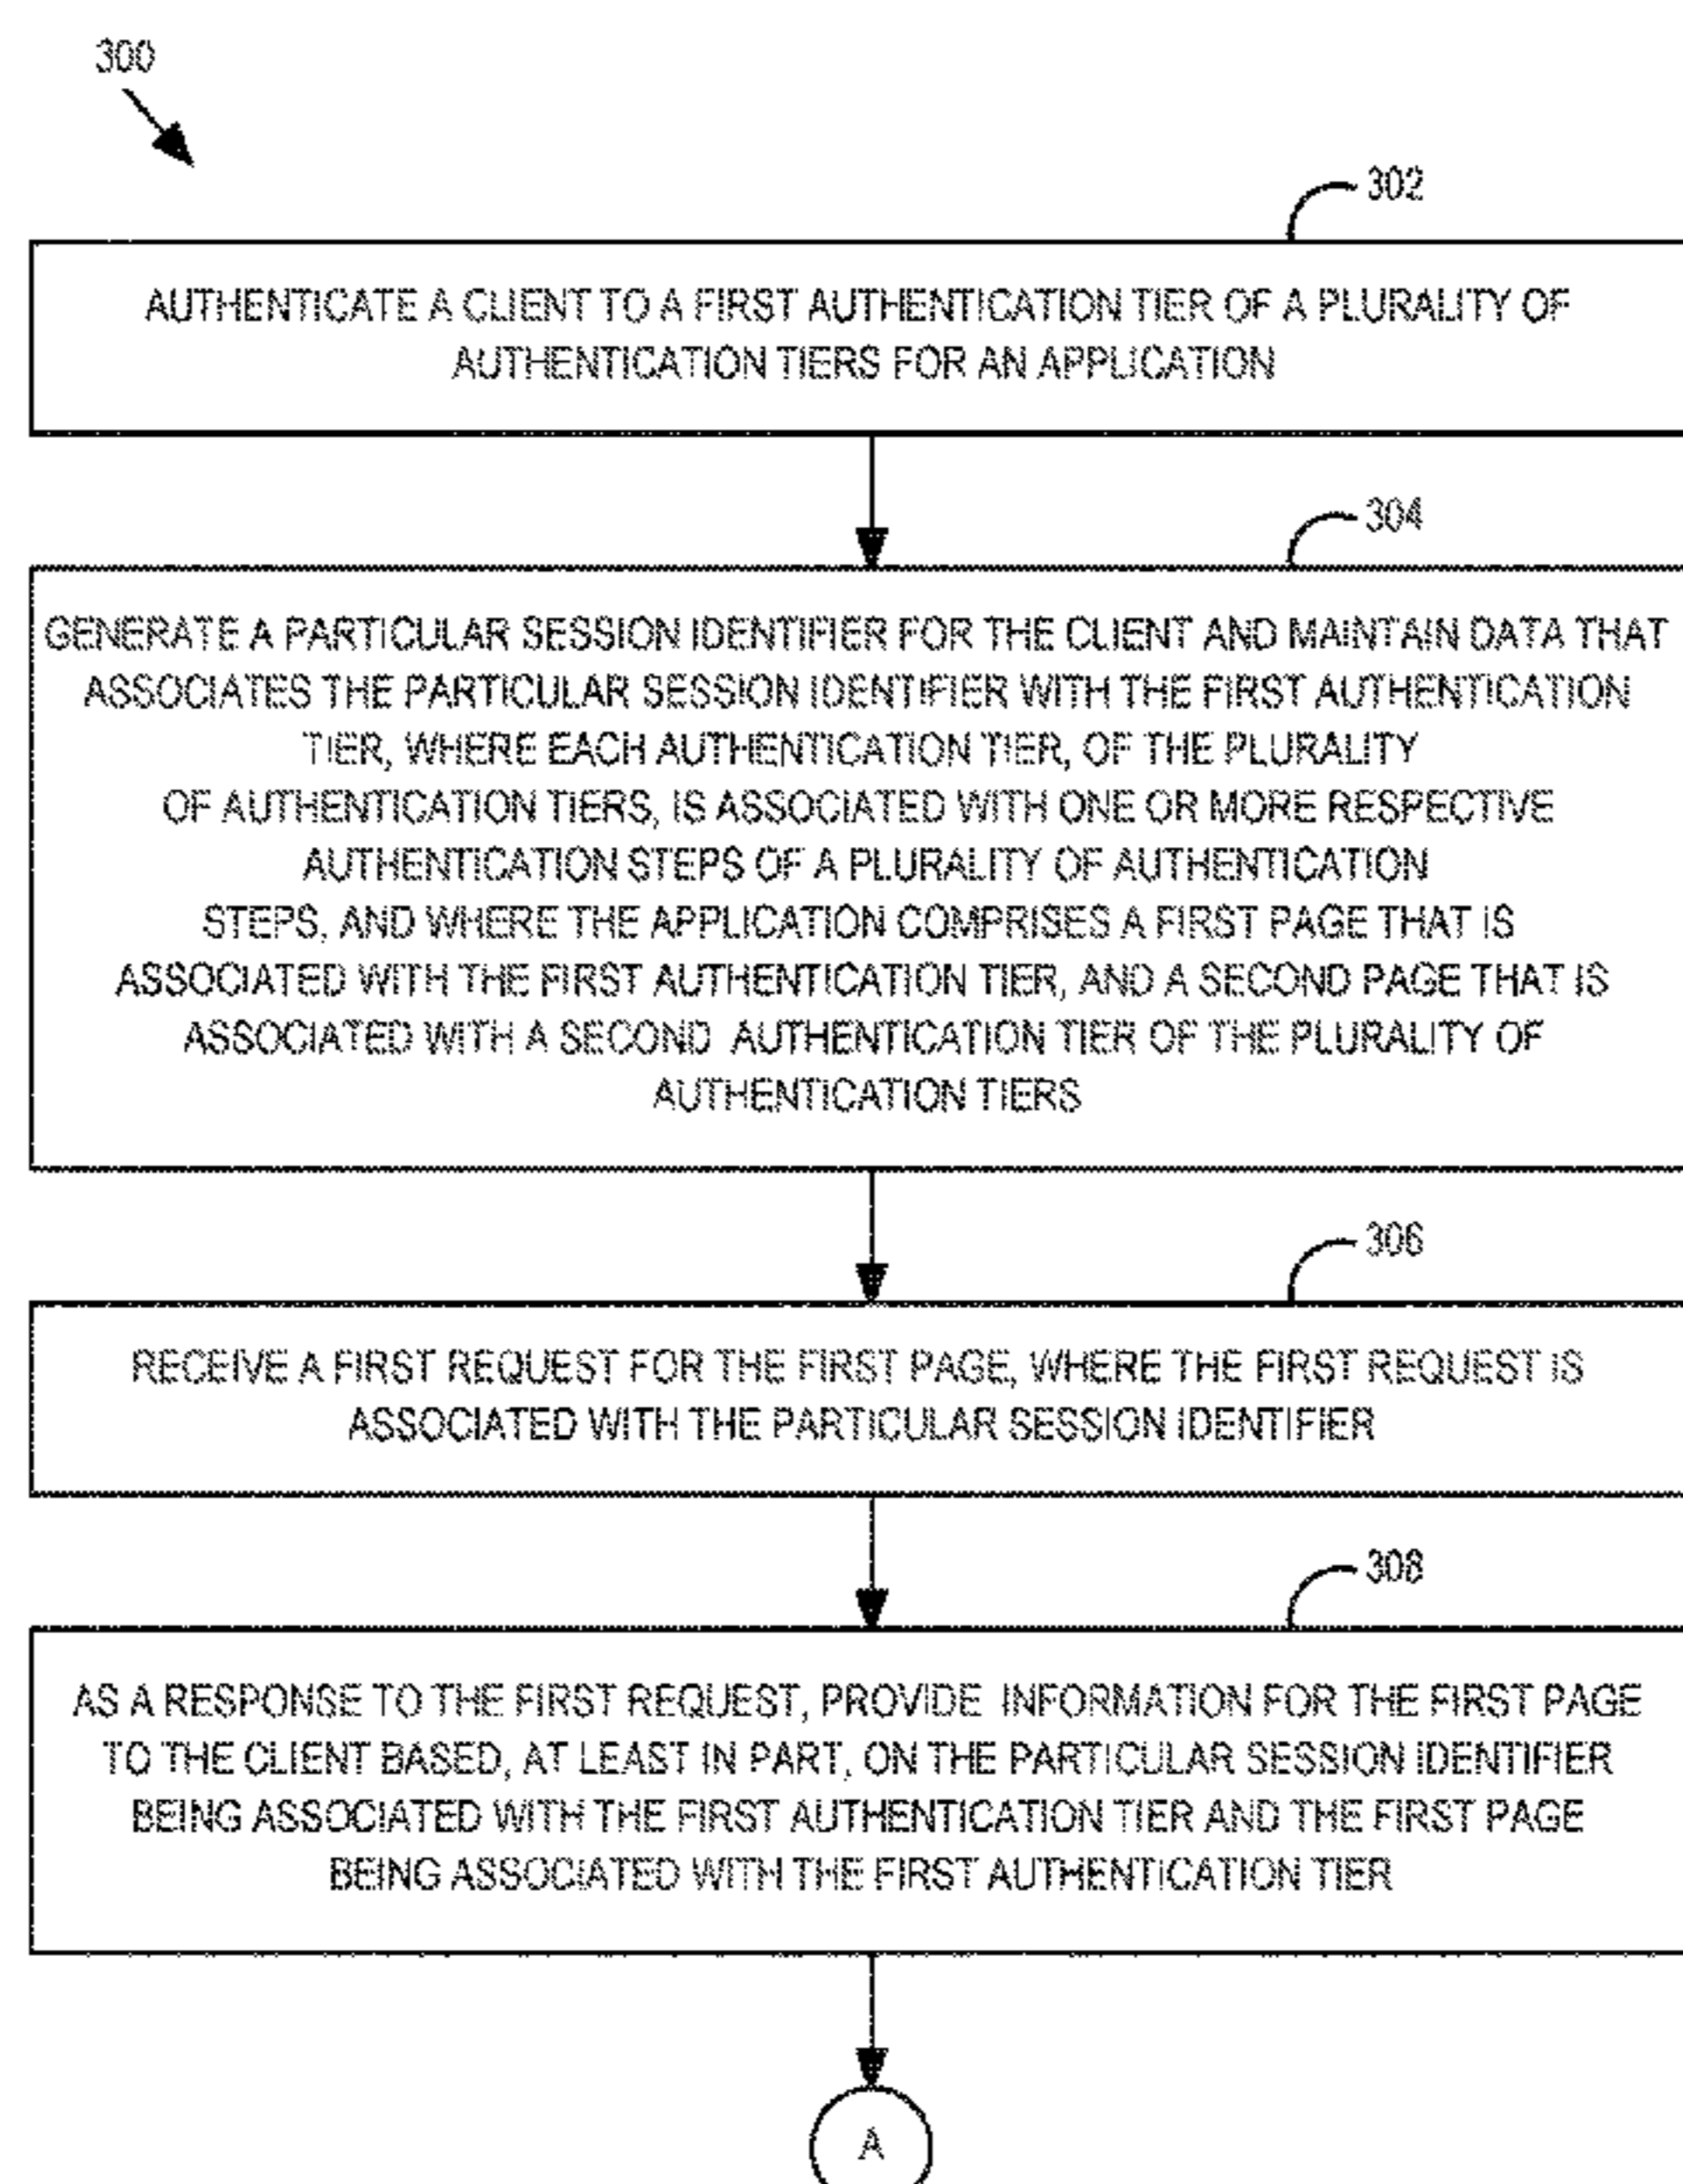 300
302
AUTHENTICATE A CLIENT TO A FIRST AUTHENTICATION TIER OF A PLURALITY OF
AUTHENTICATION TIERS FOR AN APPLICATION
304
GENERATE A PARTICULAR SESSION IDENTIFIER FOR THE CLIENT AND MAINTAIN DATA THAT
ASSOCIATES THE PARTICULAR SESSION IDENTIFIER WITH THE FIRST AUTHENTICATION
TIER, WHERE EACH AUTHENTICATION TIER, OF THE PLURALITY
OF AUTHENTICATION TIERS, IS ASSOCIATED WITH ONE OR MORE RESPECTIVE
AUTHENTICATION STEPS OF A PLURALITY OF AUTHENTICATION
STEPS, AND WHERE THE APPLICATION COMPRISES A FIRST PAGE THAT IS
ASSOCIATED WITH THE FIRST AUTHENTICATION TIER, AND A SECOND PAGE THAT IS
ASSOCIATED WITH A SECOND AUTHENTICATION TIER OF THE PLURALITY OF
AUTHENTICATION TIERS
306
RECEIVE A FIRST REQUEST FOR THE FIRST PAGE, WHERE THE FIRST REQUEST IS
ASSOCIATED WITH THE PARTICULAR SESSION IDENTIFIER
308
AS A RESPONSE TO THE FIRST REQUEST, PROVIDE INFORMATION FOR THE FIRST PAGE
TO THE CLIENT BASED, AT LEAST IN PART, ON THE PARTICULAR SESSION IDENTIFIER
BEING ASSOCIATED WITH THE FIRST AUTHENTICATION TIER AND THE FIRST PAGE
BEING ASSOCIATED WITH THE FIRST AUTHENTICATION TIER
A